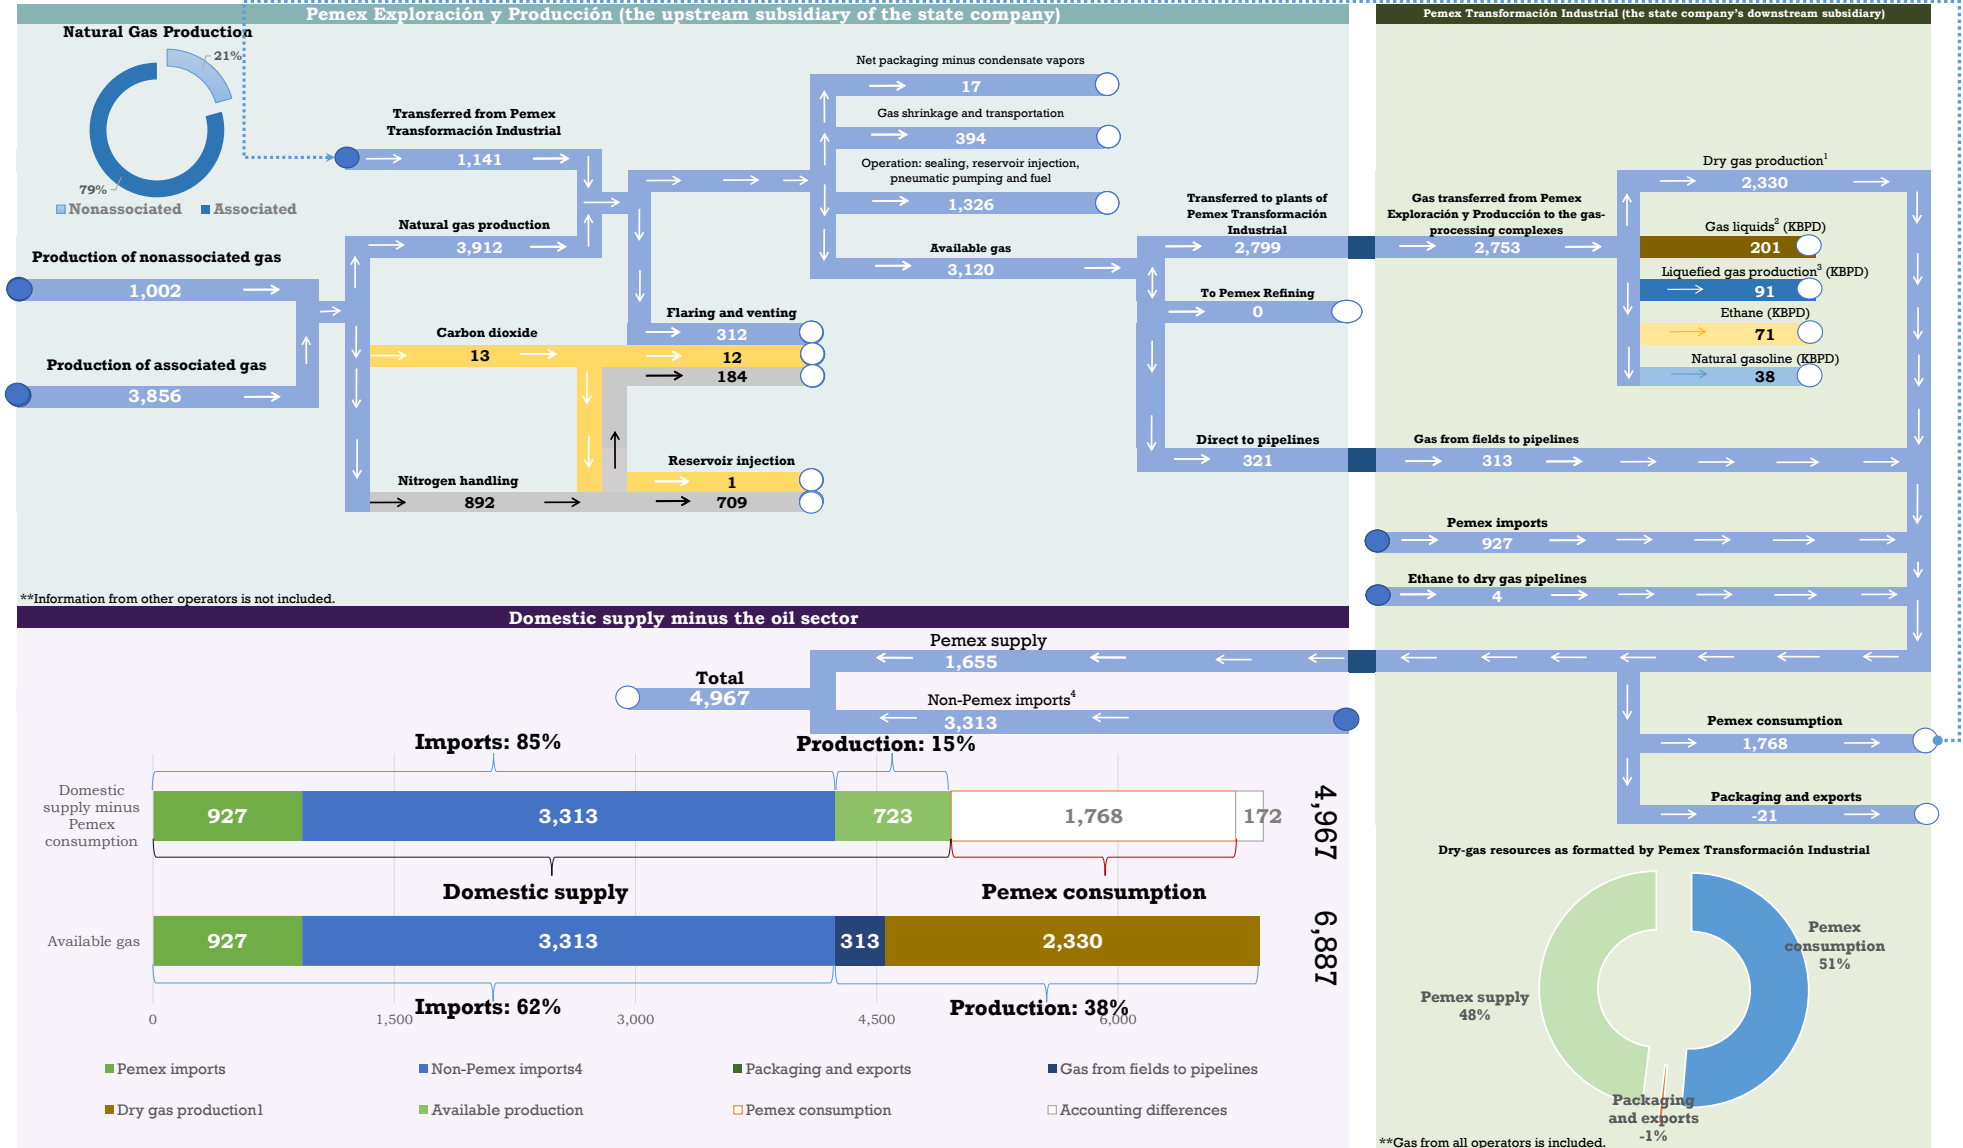 Pemex Exploración y Producción (the upstream subsidiary of the state company)
Natural Gas Production
21%
79%
Nonassociated
Associated
Production of nonassociated gas
1,002
Production of associated gas
3,856
Transferred from Pemex
Transformación Industrial
1,141
Natural gas production
3,912
Carbon dioxide
13
Nitrogen handling
892
Net packaging minus condensate vapors
17
Gas shrinkage and transportation
394
Operation: sealing, reservoir injection,
pneumatic pumping and fuel
1,326
Available gas
3,120
Flaring and venting
312
12
184
Reservoir injection
1
709
Transferred to plants of
Pemex Transformación
Industrial
2,799
To Pemex Refining
0
Direct to pipelines
321
**Information from other operators is not included.
Pemex Transformación Industrial (the state company's downstream subsidiary)
Gas transferred from Pemex
Exploración y Producción to the gas-
processing complexes
2,753
Dry gas production1
2,330
Gas liquids2 (KBPD)
201
Liquefied gas production3 (KBPD)
91
Ethane (KBPD)
71
Natural gasoline (KBPD)
38
Gas from fields to pipelines
313
Pemex imports
927
Ethane to dry gas pipelines
4
Pemex consumption
1,768
Packaging and exports
-21
Dry-gas resources as formatted by Pemex Transformación Industrial
Pemex
consumption
51%
Pemex supply
48%
Packaging
and exports
-1%
**Gas from all operators is included.
Domestic supply minus the oil sector
Pemex supply
1,655
Total
4,967
Non-Pemex imports4
3,313
Imports: 85%
Production: 15%
Domestic
supply minus
Pemex
consumption
927
3,313
723
1,768
172
4,967
Domestic supply
Pemex consumption
Available gas
927
3,313
313
2,330
6,887
Imports: 62%
Production: 38%
0
1,500
3,000
4,500
6,000
Pemex imports
Non-Pemex imports4
Packaging and exports
Gas from fields to pipelines
Dry gas production1
Available production
Pemex consumption
Accounting differences